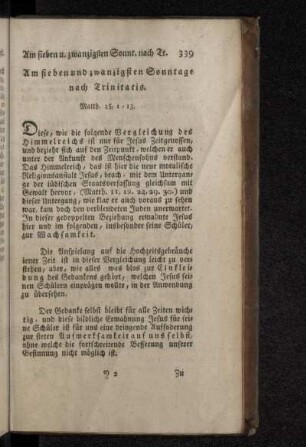 Am sieben u. zwanzigsten Sonnt. nach Tr. 339
Am siebenundzwanzigsten Sonntage
nach Trinitatis.
Matth. 25, 1-13.
Diese, wie die folgende Vergleichung des
Himmelreichs ist nur für Jesus Zeitgenossen,
und bezieht sich auf den Zeitpunkt, welchen er auch
unter der Ankunft des Menschensohns verstand.
Das Himmelreich, das ist hier die neue moralische
Religionsanstalt Jesus, brach - mit dem Untergange
der jüdischen Staatsverfassung gleichsam mit
Gewalt hervor, (Matth. 11, 12. 24, 29. 30.) und
dieser Untergang, so auffallend er auch voraus zu
sehen war, kam doch den verblendeten Juden unerwartet.
In dieser gedoppelten Beziehung ermahnte Jesus
hier und im folgenden, insbesondre seine Schüler,
zur Wachsamkeit.
Die Anspielung auf die Hochzeitsgebräuche
jener Zeit ist in dieser Vergleichung leicht zu ver-
stehen; aber, wie alles was blos zur Einklei-
dung des Gedankens gehört, welchen Jesus sei-
nen Schülern einprägen wollte, in der Anwendung
zu übersehen.
Der Gedanke selbst bleibt für alle Zeiten wich-
tig, und diese bildliche Ermahnung Jesus für sei-
ne Schüler ist für uns eine dringende Auffoderung
zur steten Aufmerksamkeit auf uns selbst,
ohne welche die fortschreitende Besserung unserer
Gesinnung nicht möglich ist.
Y 2 Zu